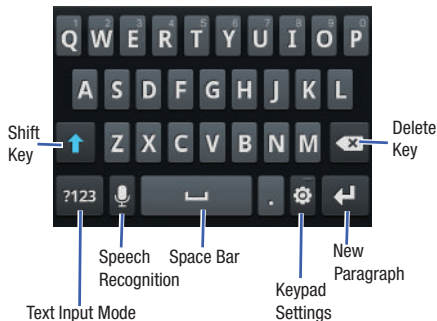 1 2 3 4 5 6 7 8 9 0
Q W E R T Y U I O P
A S D F G H J K L
Shift
Key
Z X C V B N M
Delete
Key
?123 .
Speech
Recognition
Space Bar
New
Paragraph
Text Input Mode
Keypad
Settings